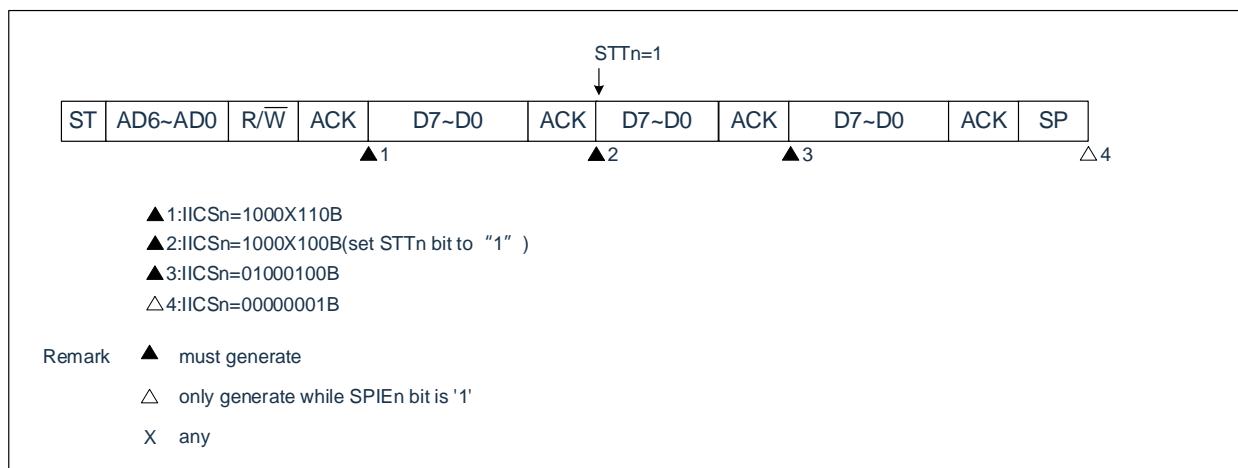 STTn=1
ST AD6~AD0 R/W ACK D7~D0 ACK D7~D0 ACK D7~D0 ACK SP
▲1 ▲2 ▲3 △4
▲1:IICSn=1000X110B
▲2:IICSn=1000X100B(set STTn bit to “1” )
▲3:IICSn=01000100B
△4:IICSn=00000001B
Remark ▲ must generate
△ only generate while SPIEn bit is '1'
X any